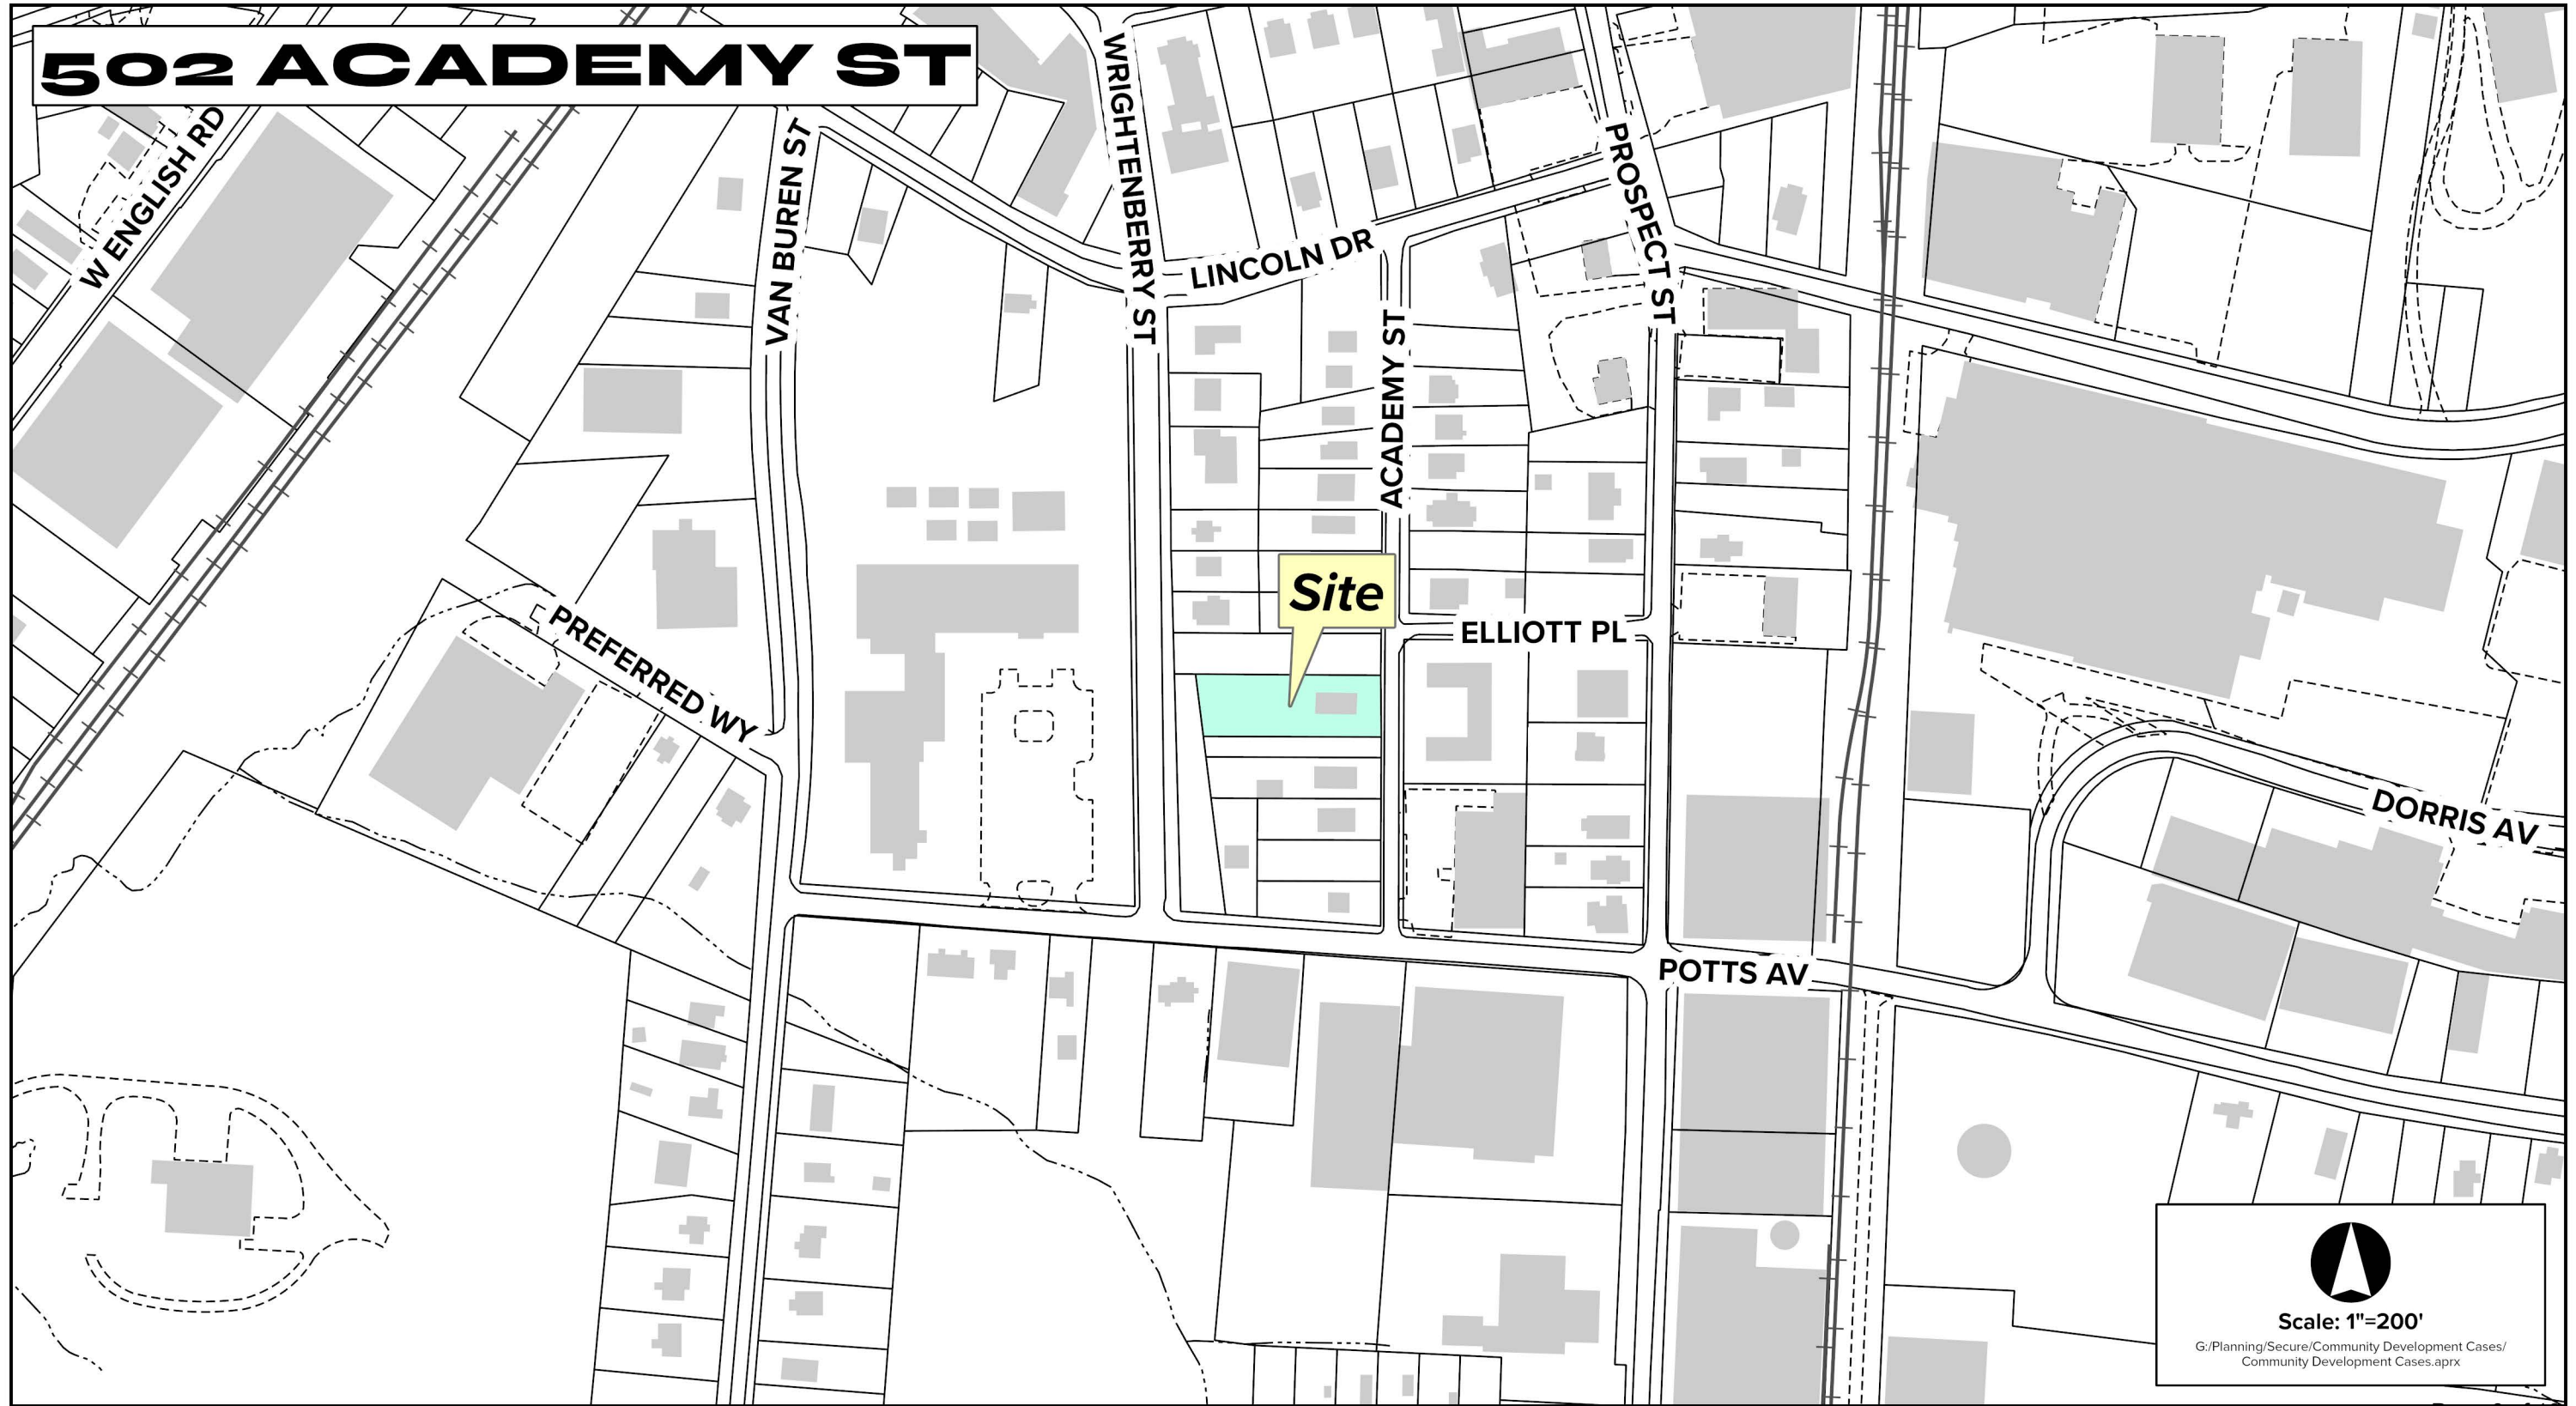 502 ACADEMY ST
W ENGLISH RD
VAN BUREN ST
WRIGHTENBERRY ST
LINCOLN DR
PROSPECT ST
ACADEMY ST
Site
ELLIOTT PL
PREFERRED WY
DORRIS AV
POTTS AV
Scale: 1"=200'
G:/Planning/Secure/Community Development Cases/
Community Development Cases.aprx